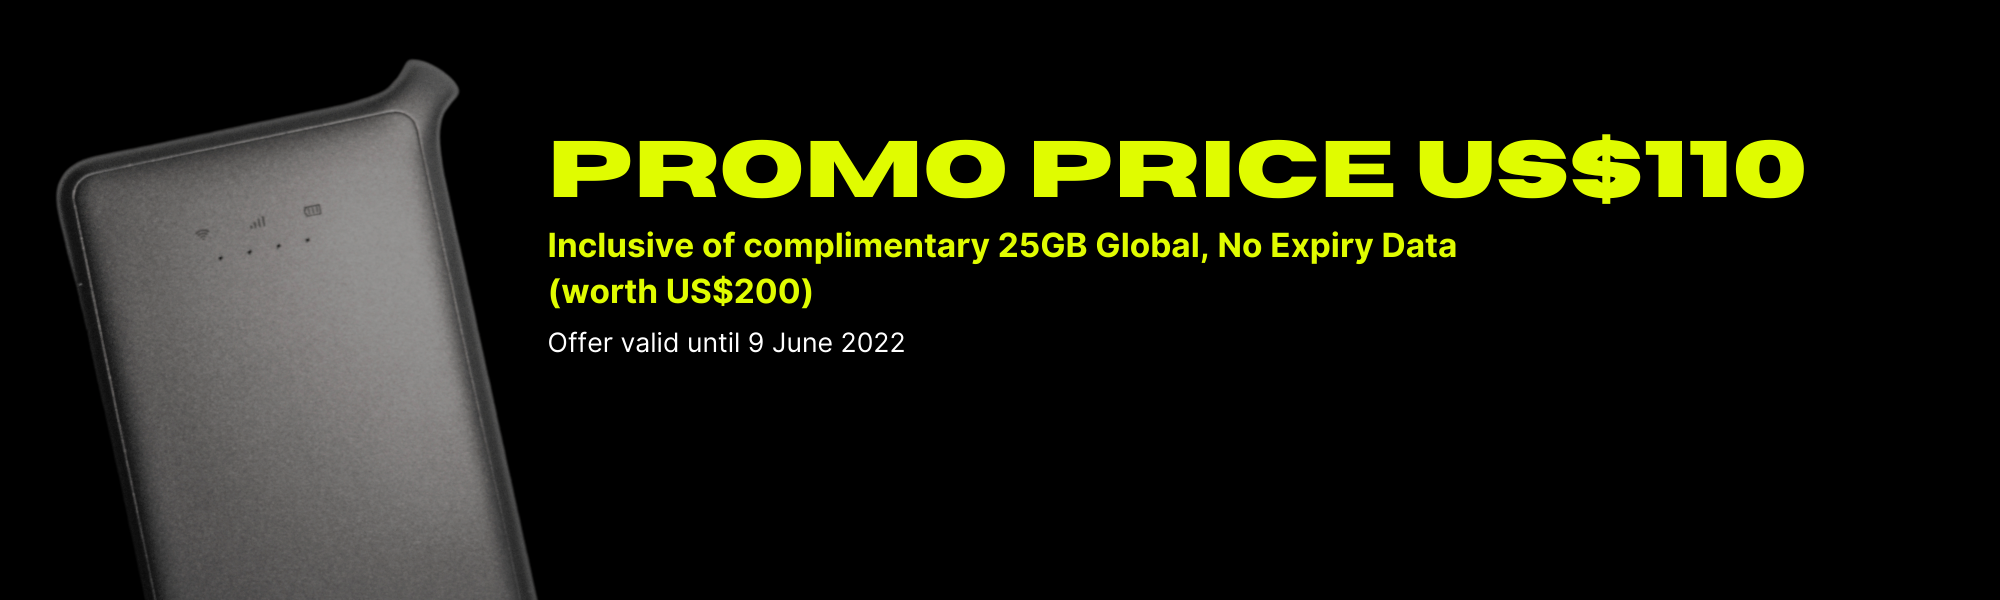 PROMO PRICE US$110
Inclusive of complimentary 25GB Global, No Expiry Data
(worth US$200)
Offer valid until 9 June 2022